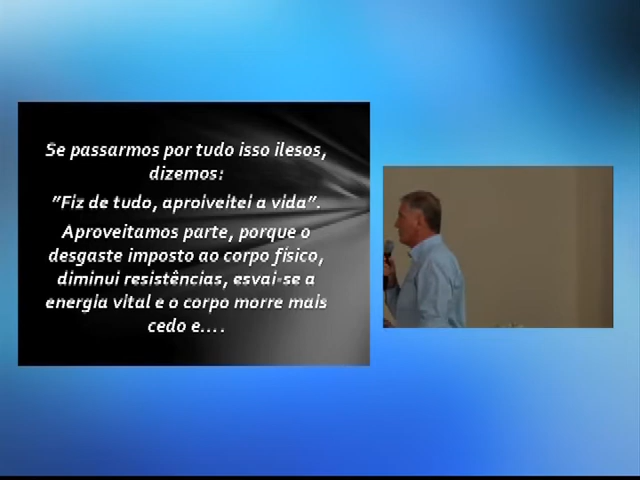 Se passarmos por tudo isso ilesos,
dizemos:
"Fiz de tudo, aproiveitei a vida".
Aproveitamos parte, porque o
desgaste imposto ao corpo físico,
diminui resistências, esvai-se a
energia vital e o corpo morre mais
cedo e....